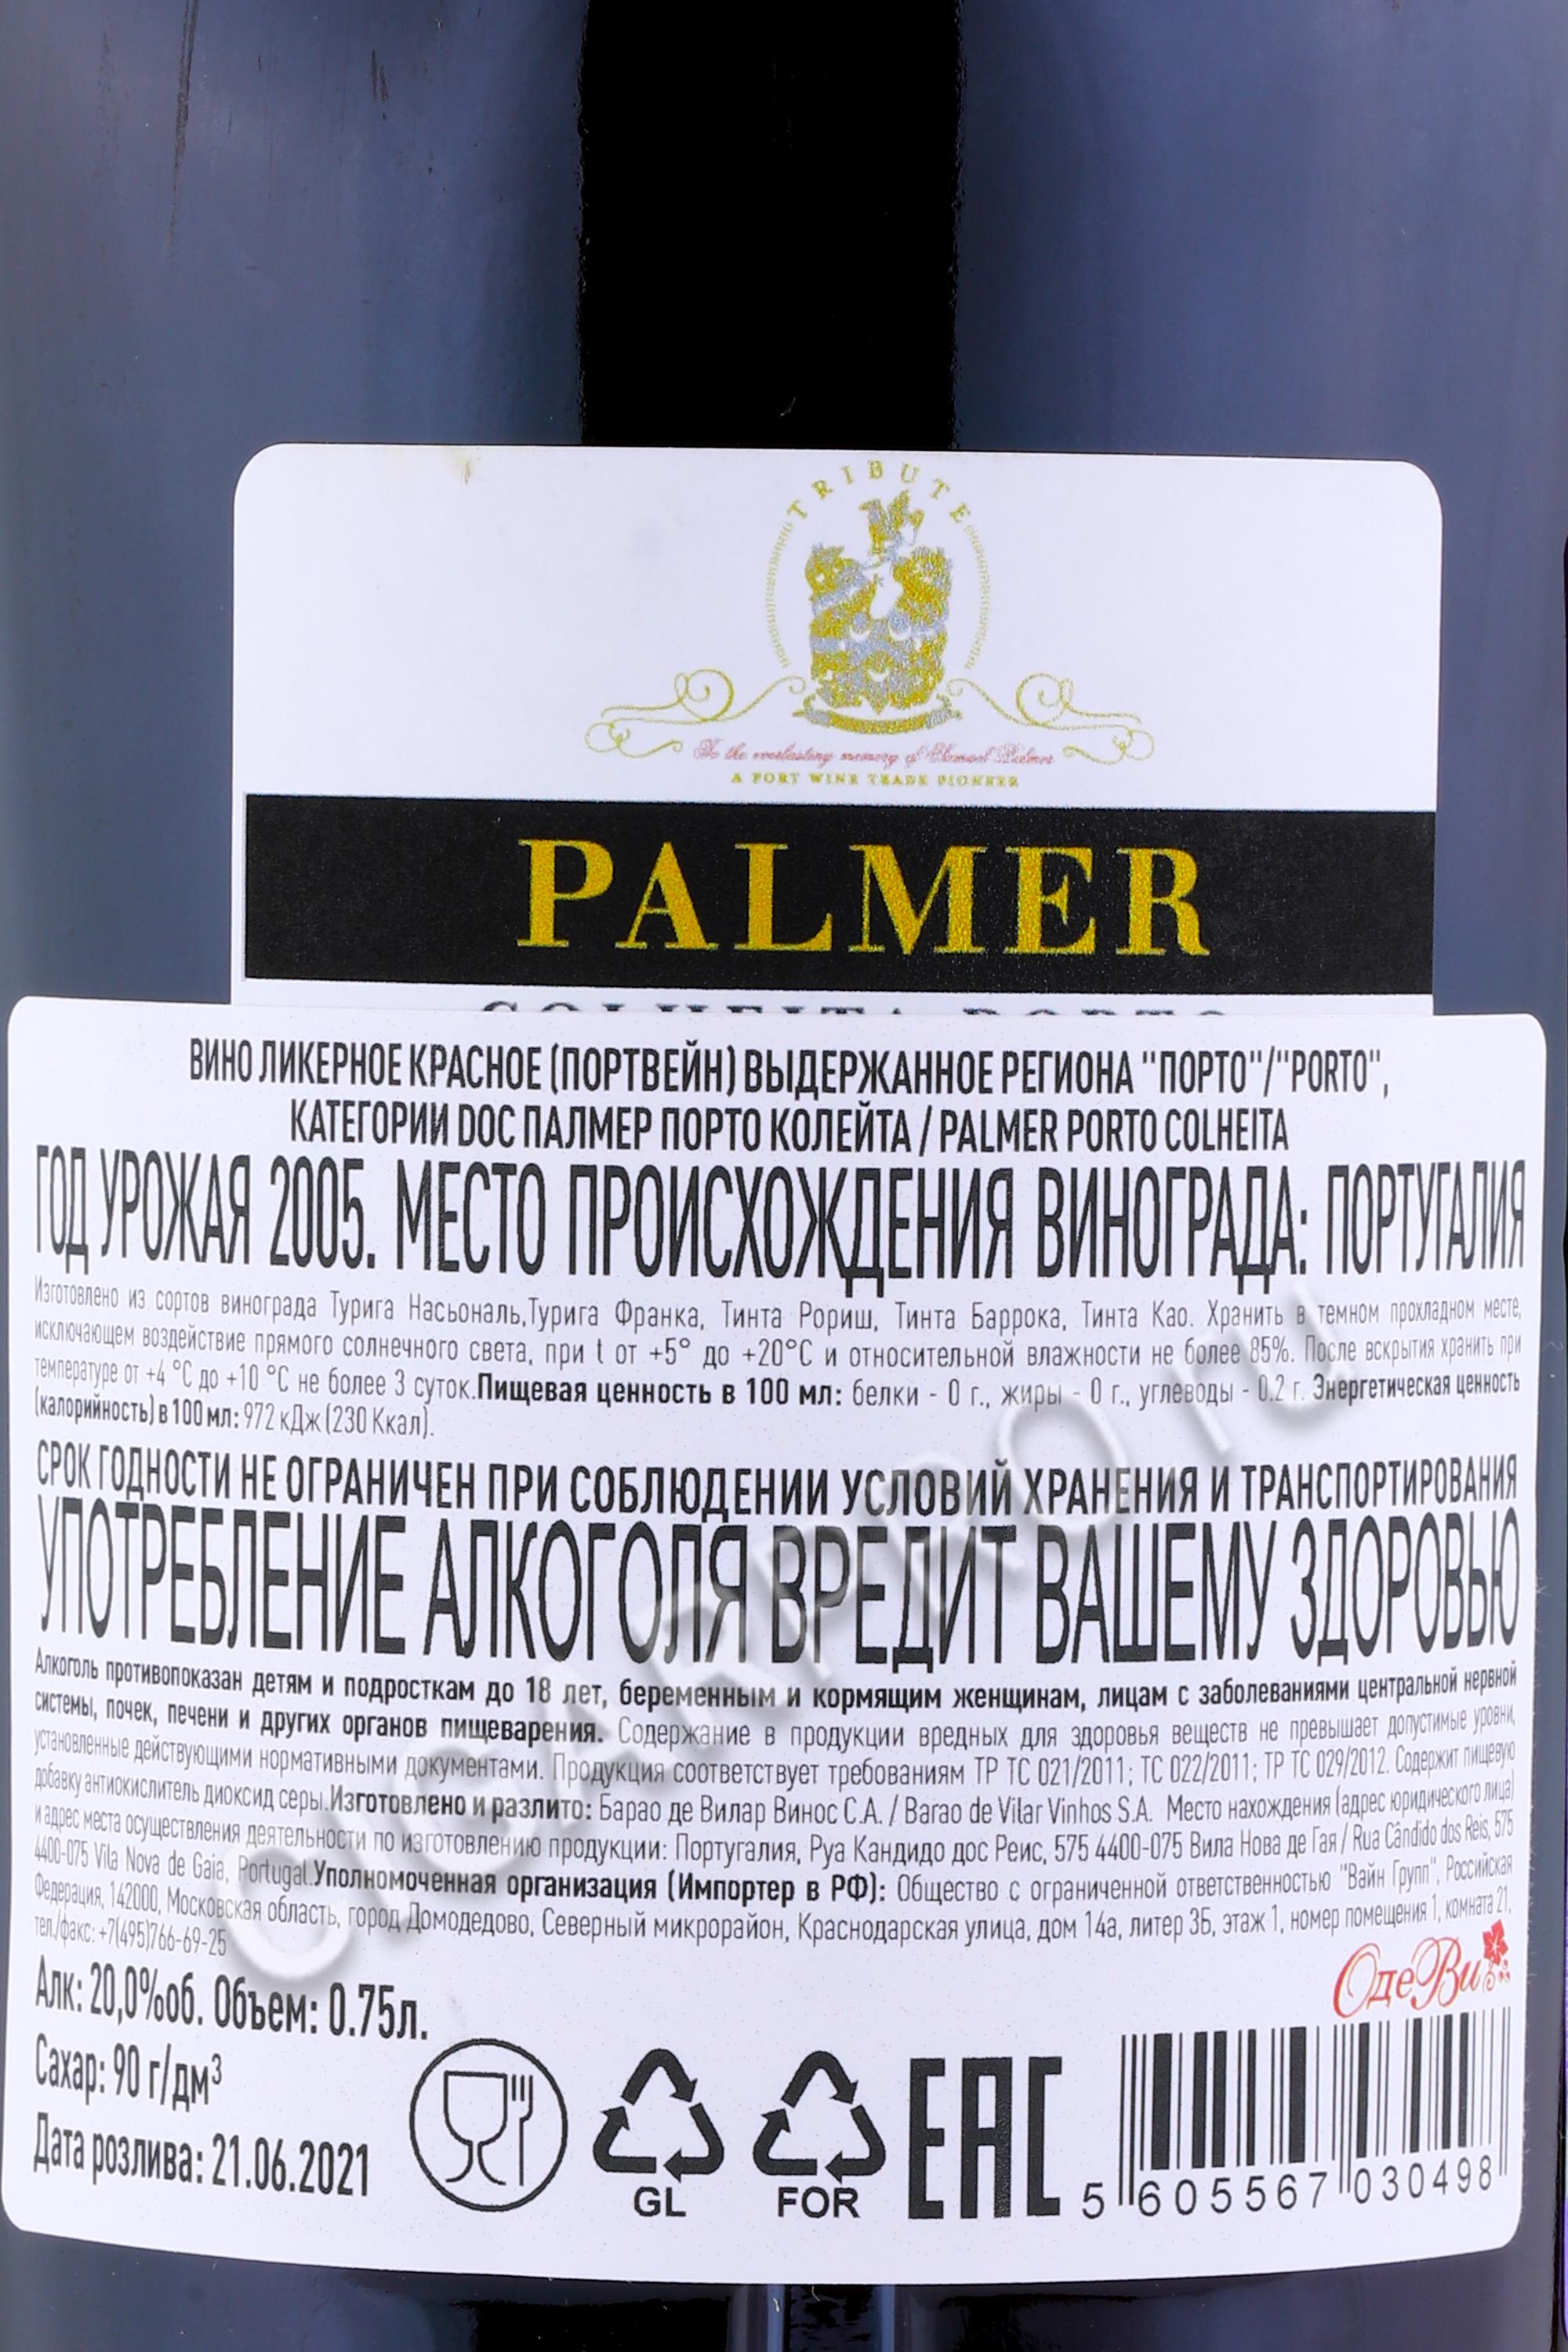 TRIBUTE
To the everlasting memory of Samuel Palmer
A PORT WINE TRADE PIONEER
PALMER
COLHEITA PORTO
ВИНО ЛИКЕРНОЕ КРАСНОЕ (ПОРТВЕЙН) ВЫДЕРЖАННОЕ РЕГИОНА "ПОРТО"/"PORTO",
КАТЕГОРИИ DOC ПАЛМЕР ПОРТО КОЛЕЙТА / PALMER PORTO COLHEITA
ГОД УРОЖАЯ 2005. МЕСТО ПРОИСХОЖДЕНИЯ ВИНОГРАДА: ПОРТУГАЛИЯ
Изготовлено из сортов винограда Турига Насьональ,Турига Франка, Тинта Рориш, Тинта Баррока, Тинта Као. Хранить в темном прохладном месте,
исключающем воздействие прямого солнечного света, при t от +5° до +20°C и относительной влажности не более 85%. После вскрытия хранить при
температуре от +4 °C до +10 °C не более 3 суток.Пищевая ценность в 100 мл: белки - 0 г., жиры - 0 г., углеводы - 0.2 г. Энергетическая ценность
(калорийность) в 100 мл: 972 кДж (230 Ккал).
СРОК ГОДНОСТИ НЕ ОГРАНИЧЕН ПРИ СОБЛЮДЕНИИ УСЛОВИЙ ХРАНЕНИЯ И ТРАНСПОРТИРОВАНИЯ
УПОТРЕБЛЕНИЕ АЛКОГОЛЯ ВРЕДИТ ВАШЕМУ ЗДОРОВЬЮ
Алкоголь противопоказан детям и подросткам до 18 лет, беременным и кормящим женщинам, лицам с заболеваниями центральной нервной
системы, почек, печени и других органов пищеварения. Содержание в продукции вредных для здоровья веществ не превышает допустимые уровни,
установленные действующими нормативными документами. Продукция соответствует требованиям ТР ТС 021/2011; ТС 022/2011; ТР ТС 029/2012. Содержит пищевую
добавку антиокислитель диоксид серы.Изготовлено и разлито: Барао де Вилар Винос С.А. / Barao de Vilar Vinhos S.A. Место нахождения (адрес юридического лица)
и адрес места осуществления деятельности по изготовлению продукции: Португалия, Руа Кандидо дос Реис, 575 4400-075 Вила Нова де Гая / Rua Cândido dos Reis, 575
4400-075 Vila Nova de Gaia, Portugal.Уполномоченная организация (Импортер в РФ): Общество с ограниченной ответственностью "Вайн Групп", Российская
Федерация, 142000, Московская область, город Домодедово, Северный микрорайон, Краснодарская улица, дом 14а, литер 3Б, этаж 1, номер помещения 1, комната 21,
тел./факс: +7(495)766-69-25
ОдеВи
Алк: 20,0%об. Объем: 0.75л.
Сахар: 90 г/дм³
Дата розлива: 21.06.2021
GL
FOR
EAC
5 605567 030498
CIGARPRO.ru